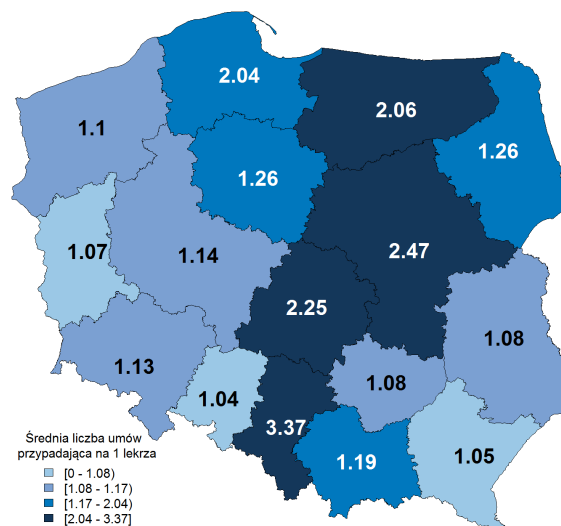 2.04
2.06
1.1
1.26
1.26
1.07
1.14
2.47
2.25
1.08
1.13
1.04
1.08
3.37
1.19
1.05
Średnia liczba umów
przypadająca na 1 lekrza
[0 - 1.08)
[1.08 - 1.17)
[1.17 - 2.04)
[2.04 - 3.37]